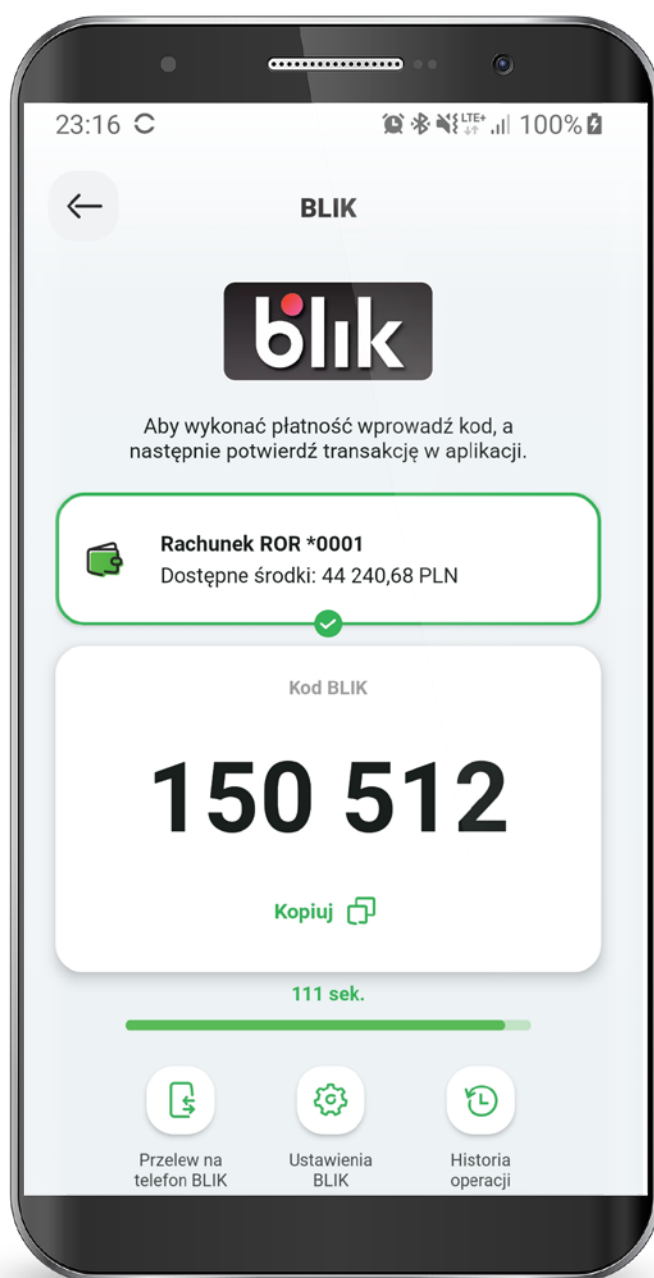 23:16
LTE+
100%
BLIK
blik
Aby wykonać płatność wprowadź kod, a
następnie potwierdź transakcję w aplikacji.
Rachunek ROR *0001
Dostępne środki: 44 240,68 PLN
Kod BLIK
150 512
Kopiuj
111 sek.
Przelew na
telefon BLIK
Ustawienia
BLIK
Historia
operacji